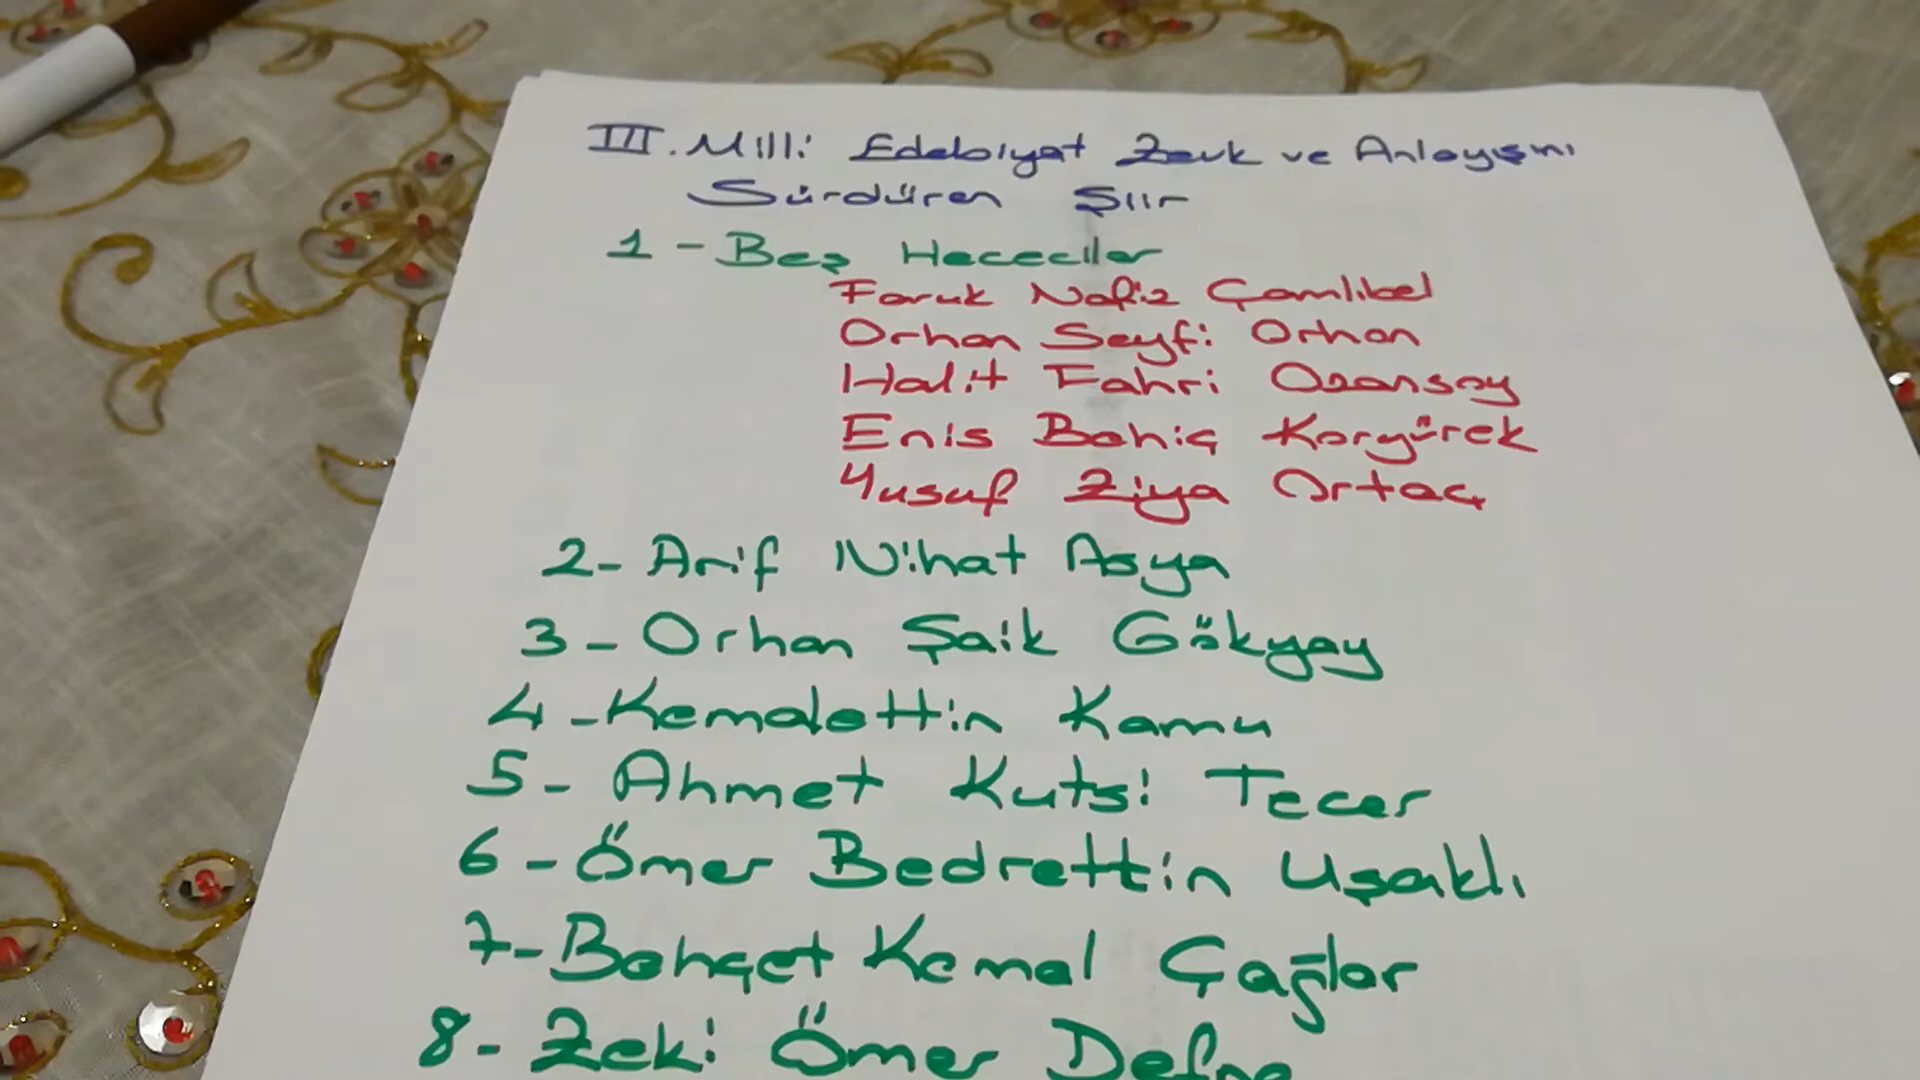 III. Milli Edebiyat Zevk ve Anlayışını
Sürdüren Şiir
1 - Beş Hececiler
Faruk Nafiz Çamlıbel
Orhan Seyfi Orhon
Halit Fahri Ozansoy
Enis Behiç Koryürek
Yusuf Ziya Ortaç
2- Arif Nihat Asya
3 - Orhan Şaik Gökyay
4 - Kemalettin Kamu
5- Ahmet Kutsi Tecer
6 - Ömer Bedrettin Uşaklı
7- Behçet Kemal Çağlar
8- Zeki Ömer Defne